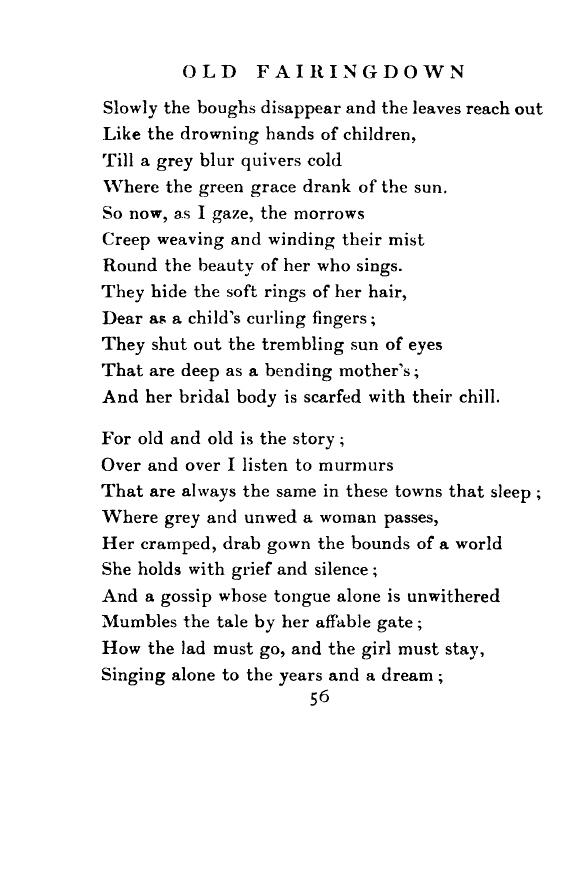 OLD FAIRINGDOWN
Slowly the boughs disappear and the leaves reach out
Like the drowning hands of children,
Till a grey blur quivers cold
Where the green grace drank of the sun.
So now, as I gaze, the morrows
Creep weaving and winding their mist
Round the beauty of her who sings.
They hide the soft rings of her hair,
Dear as a child's curling fingers ;
They shut out the trembling sun of eyes
That are deep as a bending mother's ;
And her bridal body is scarfed with their chill.
For old and old is the story ;
Over and over I listen to murmurs
That are always the same in these towns that sleep ;
Where grey and unwed a woman passes,
Her cramped, drab gown the bounds of a world
She holds with grief and silence ;
And a gossip whose tongue alone is unwithered
Mumbles the tale by her affable gate ;
How the lad must go, and the girl must stay,
Singing alone to the years and a dream ;
56